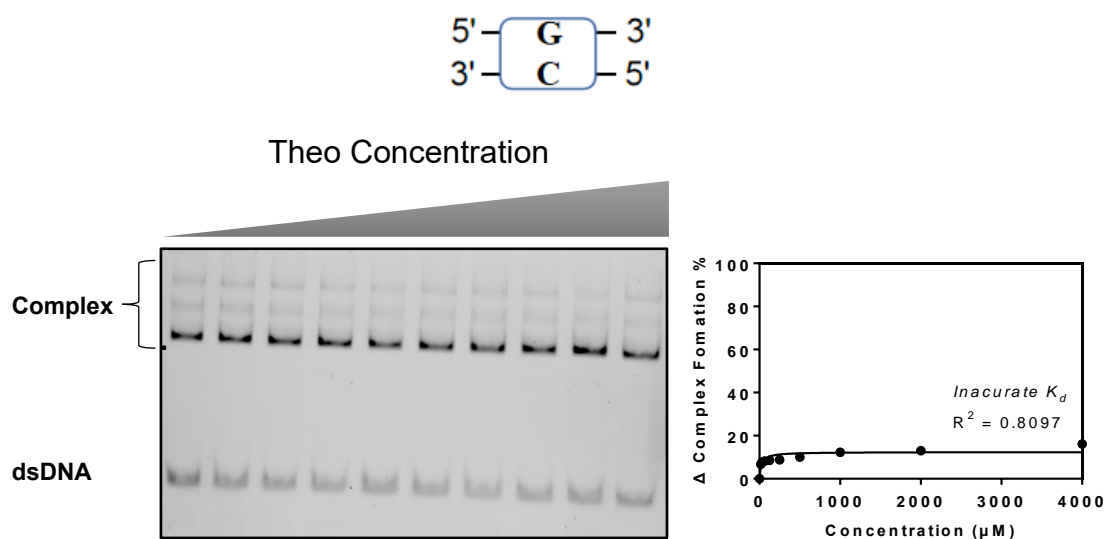 5' G 3'
3' C 5'
Theo Concentration
Complex
dsDNA
Δ Complex Fomation %
100
80
60
40
20
0
Inacurate Kd
R² = 0.8097
0 1000 2000 3000 4000
Concentration (µM)